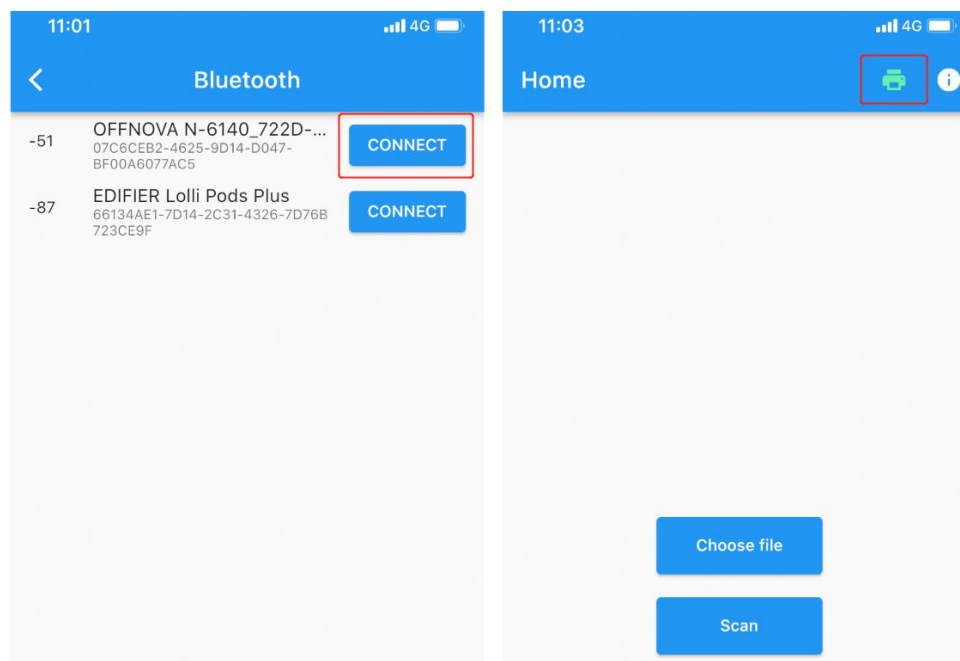 11:01
4G
Bluetooth
-51
OFFNOVA N-6140_722D-...
07C6CEB2-4625-9D14-D047-
BF00A6077AC5
CONNECT
-87
EDIFIER Lolli Pods Plus
66134AE1-7D14-2C31-4326-7D76B
723CE9F
CONNECT
11:03
4G
Home
Choose file
Scan